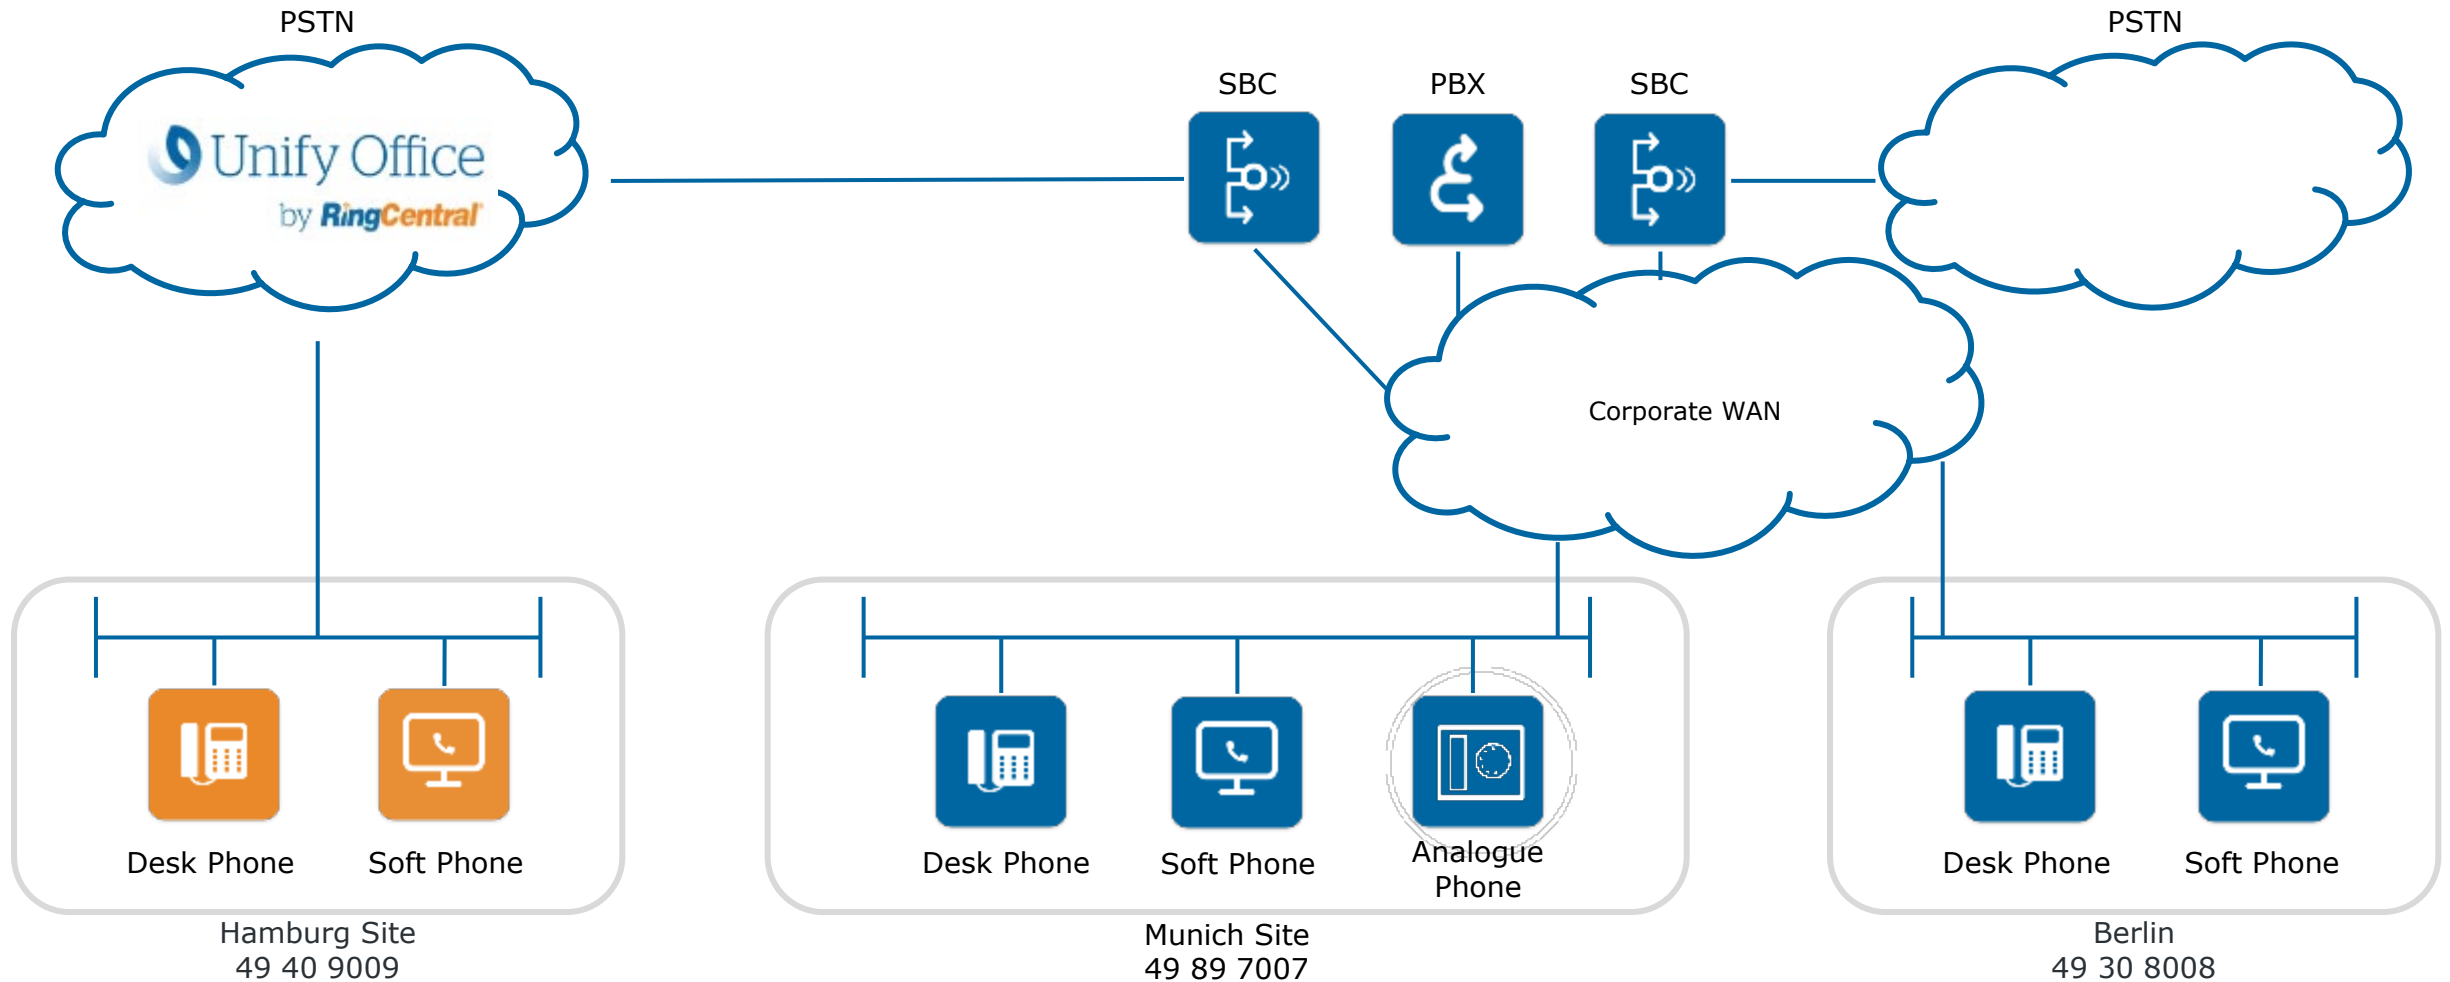 PSTN
PSTN
SBC
PBX
SBC
Unify Office
by RingCentral
Corporate WAN
Desk Phone
Soft Phone
Desk Phone
Soft Phone
Analogue
Phone
Desk Phone
Soft Phone
Hamburg Site
49 40 9009
Munich Site
49 89 7007
Berlin
49 30 8008